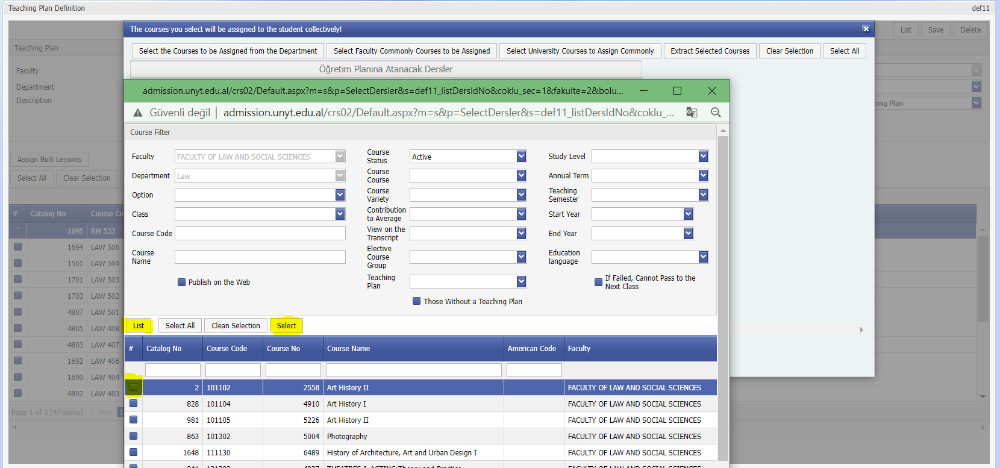 Teaching Plan Definition def11
The courses you select will be assigned to the student collectively!
List Save Delete
Select the Courses to be Assigned from the Department Select Faculty Commonly Courses to be Assigned Select University Courses to Assign Commonly Extract Selected Courses Clear Selection Select All
Teaching Plan
Öğretim Planına Atanacak Dersler
Faculty
Department
Description
ning Plan
admission.unyt.edu.al/crs02/Default.aspx?m=s&p=SelectDersler&s=def11_listDersIdNo&coklu_sec=1&fakulte=2&bolu...
Güvenli değil | admission.unyt.edu.al/crs02/Default.aspx?m=s&p=SelectDersler&s=def11_listDersIdNo&coklu_...
Course Filter
Faculty FACULTY OF LAW AND SOCIAL SCIENCES Course Status Active Study Level
Department Law Course Course Annual Term
Option Course Variety Teaching Semester
Class Contribution to Average Start Year
Course Code View on the Transcript End Year
Course Name Elective Course Group Education language
Publish on the Web Teaching Plan If Failed, Cannot Pass to the Next Class
Those Without a Teaching Plan
Assign Bulk Lessons
Select All Clear Selection
List Select All Clean Selection Select
# Catalog No Course Co
1695 RM 533
1694 LAW 506
1501 LAW 504
1701 LAW 503
1703 LAW 502
4807 LAW 501
4805 LAW 408
4803 LAW 407
1692 LAW 406
1690 LAW 404
4802 LAW 403
Page 1 of 3 (47 items) < Prev 1
# Catalog No Course Code Course No Course Name American Code Faculty
2 101102 2558 Art History II FACULTY OF LAW AND SOCIAL SCIENCES
828 101104 4910 Art History I FACULTY OF LAW AND SOCIAL SCIENCES
981 101105 5226 Art History II FACULTY OF LAW AND SOCIAL SCIENCES
863 101302 5004 Photography FACULTY OF LAW AND SOCIAL SCIENCES
1648 111130 6489 History of Architecture, Art and Urban Design I FACULTY OF LAW AND SOCIAL SCIENCES